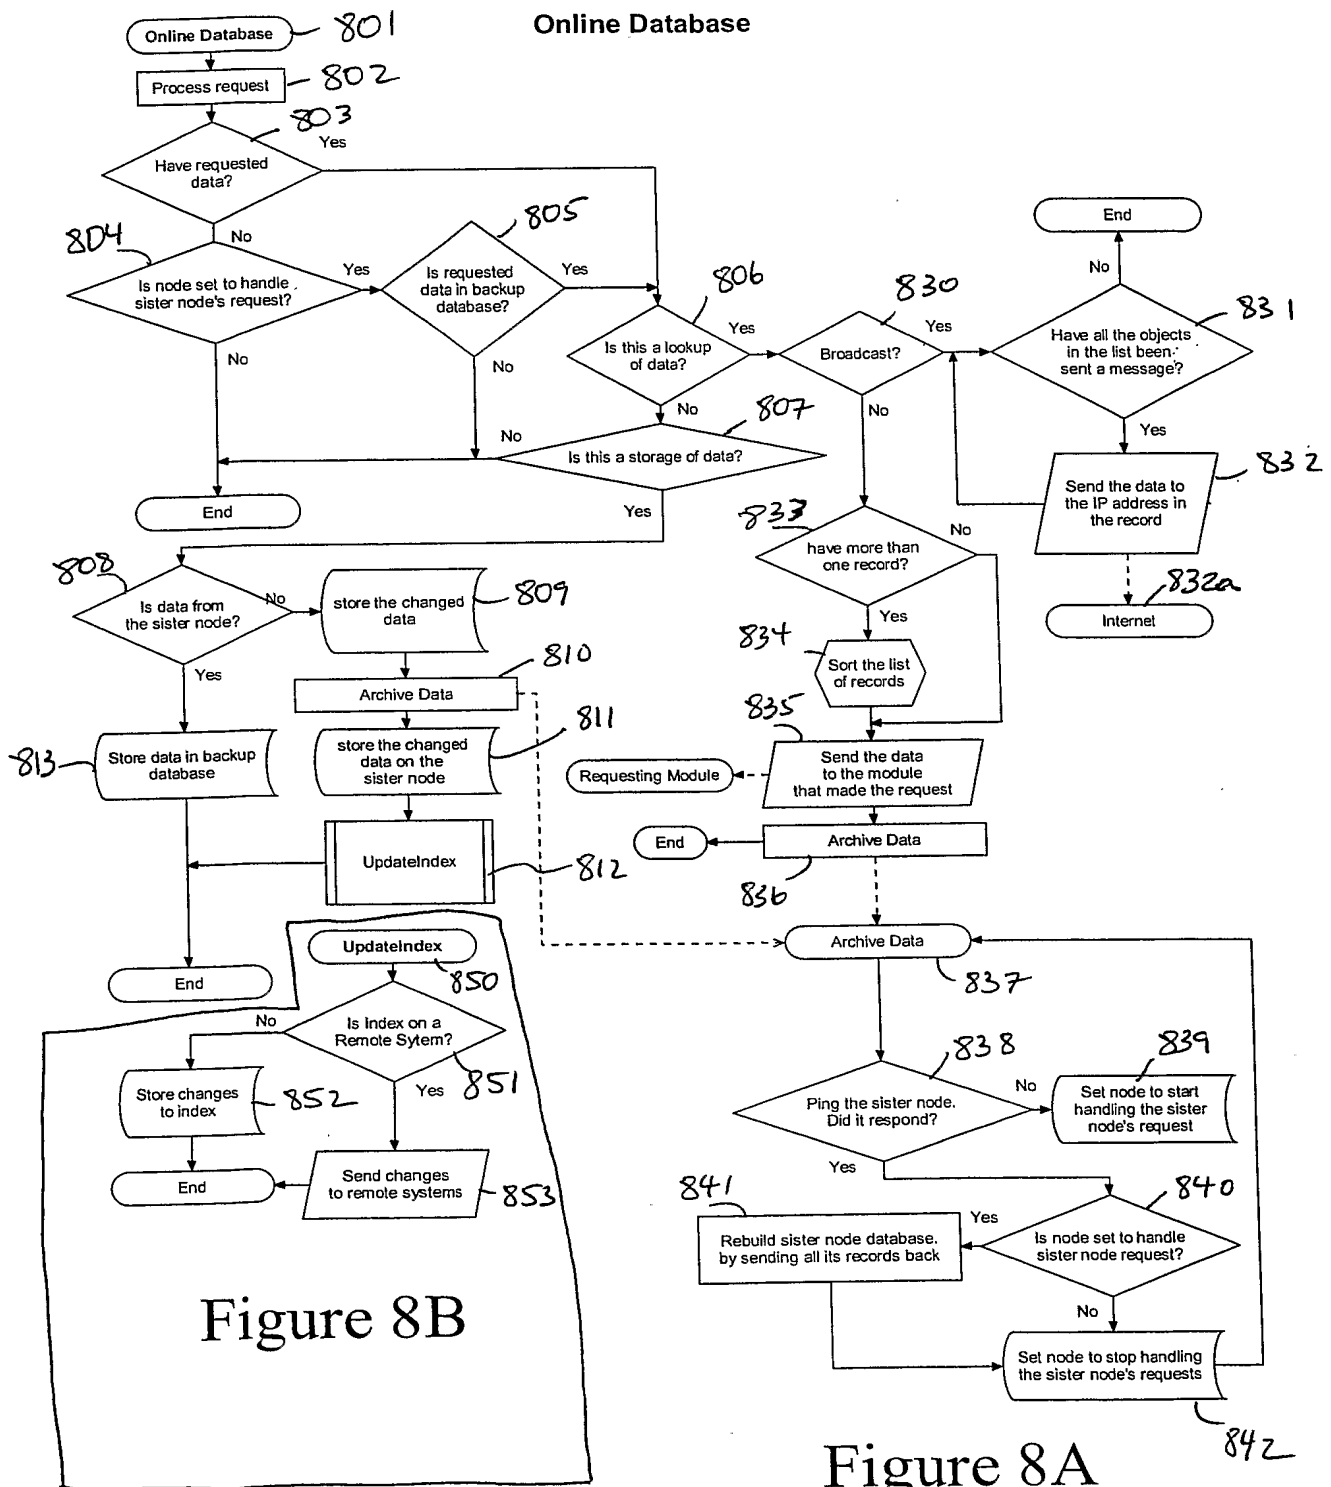 Online Database
Online Database
801
Process request
802
803
Have requested
data?
Yes
No
804
Is node set to handle
sister node's request?
Yes
No
805
Is requested
data in backup
database?
Yes
No
806
Is this a lookup
of data?
Yes
No
830
Broadcast?
Yes
No
End
No
831
Have all the objects
in the list been
sent a message?
Yes
832
Send the data to
the IP address in
the record
832a
Internet
807
Is this a storage of data?
No
Yes
End
808
Is data from
the sister node?
No
Yes
809
store the changed
data
810
Archive Data
811
store the changed
data on the
sister node
UpdateIndex
812
813
Store data in backup
database
End
833
have more than
one record?
No
Yes
834
Sort the list
of records
835
Send the data
to the module
that made the request
Requesting Module
End
Archive Data
836
Archive Data
837
838
Ping the sister node.
Did it respond?
No
Yes
839
Set node to start
handling the sister
node's request
840
Is node set to handle
sister node request?
Yes
No
841
Rebuild sister node database.
by sending all its records back
Set node to stop handling
the sister node's requests
842
UpdateIndex
850
Is Index on a
Remote Sytem?
No
Yes
851
Store changes
to index
852
End
Send changes
to remote systems
853
Figure 8B
Figure 8A